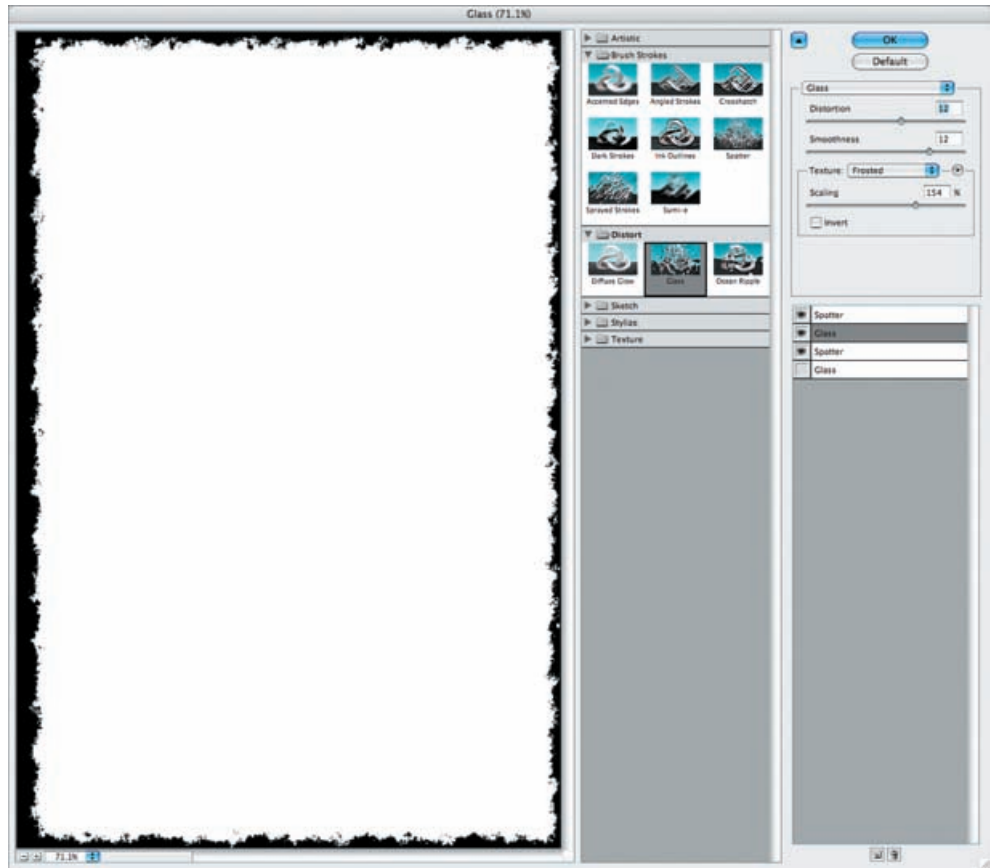 Glass (71.1%)
Artistic
Brush Strokes
Accented Edges
Angled Strokes
Crosshatch
Dark Strokes
Ink Outlines
Spatter
Sprayed Strokes
Sumi-e
Distort
Diffuse Glow
Glass
Ocean Ripple
Sketch
Stylize
Texture
71.1%
OK
Default
Glass
Distortion
Smoothness 12
Texture: Frosted
Scaling 154 %
Invert
Spatter
Glass
Spatter
Glass